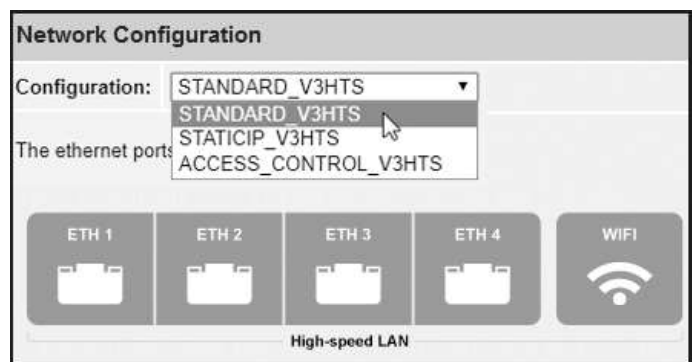 Network Configuration
Configuration: STANDARD_V3HTS
STANDARD_V3HTS
STATICIP_V3HTS
ACCESS_CONTROL_V3HTS
The ethernet ports
ETH 1 ETH 2 ETH 3 ETH 4 WIFI
High-speed LAN